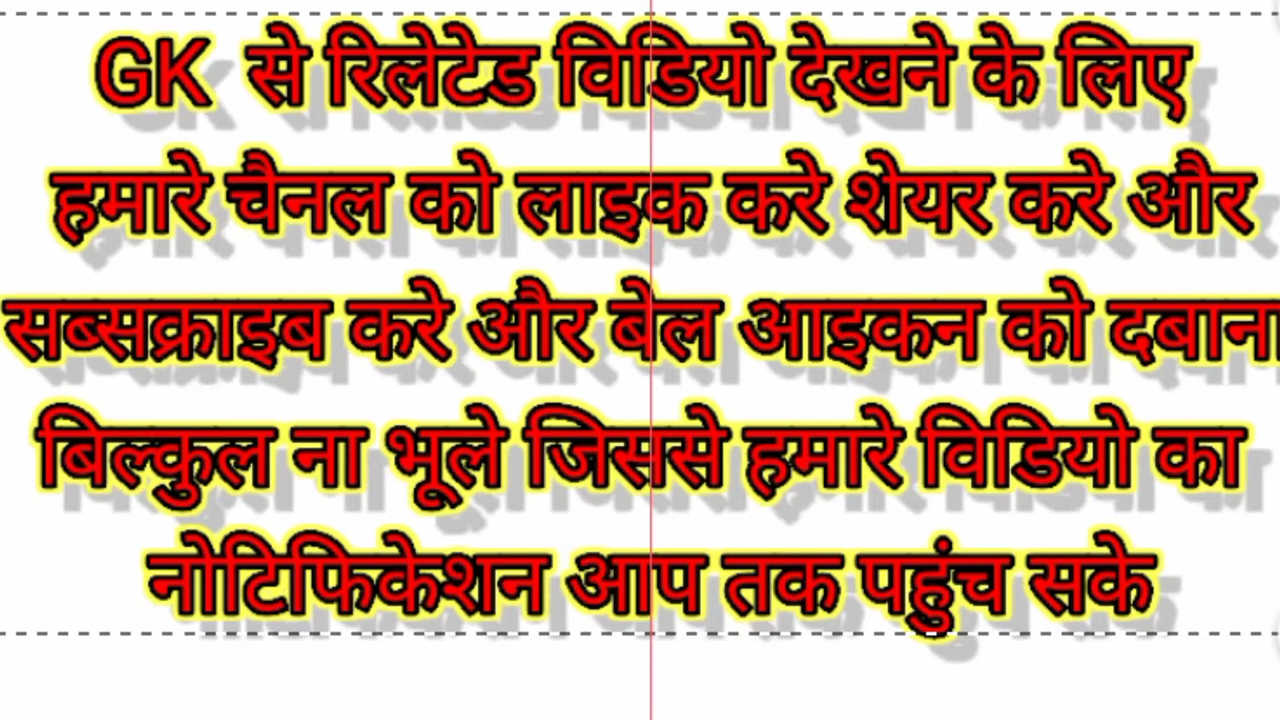 GK से रिलेटेड विडियो देखने के लिए
हमारे चैनल को लाइक करे शेयर करे और
सब्सक्राइब करे और बेल आइकन को दबाना
बिल्कुल ना भूले जिससे हमारे विडियो का
नोटिफिकेशन आप तक पहुंच सके